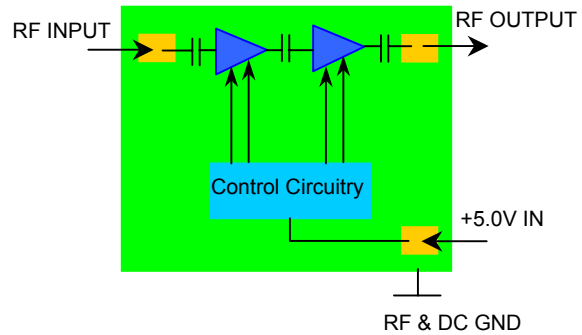 RF INPUT
RF OUTPUT
Control Circuitry
+5.0V IN
RF & DC GND